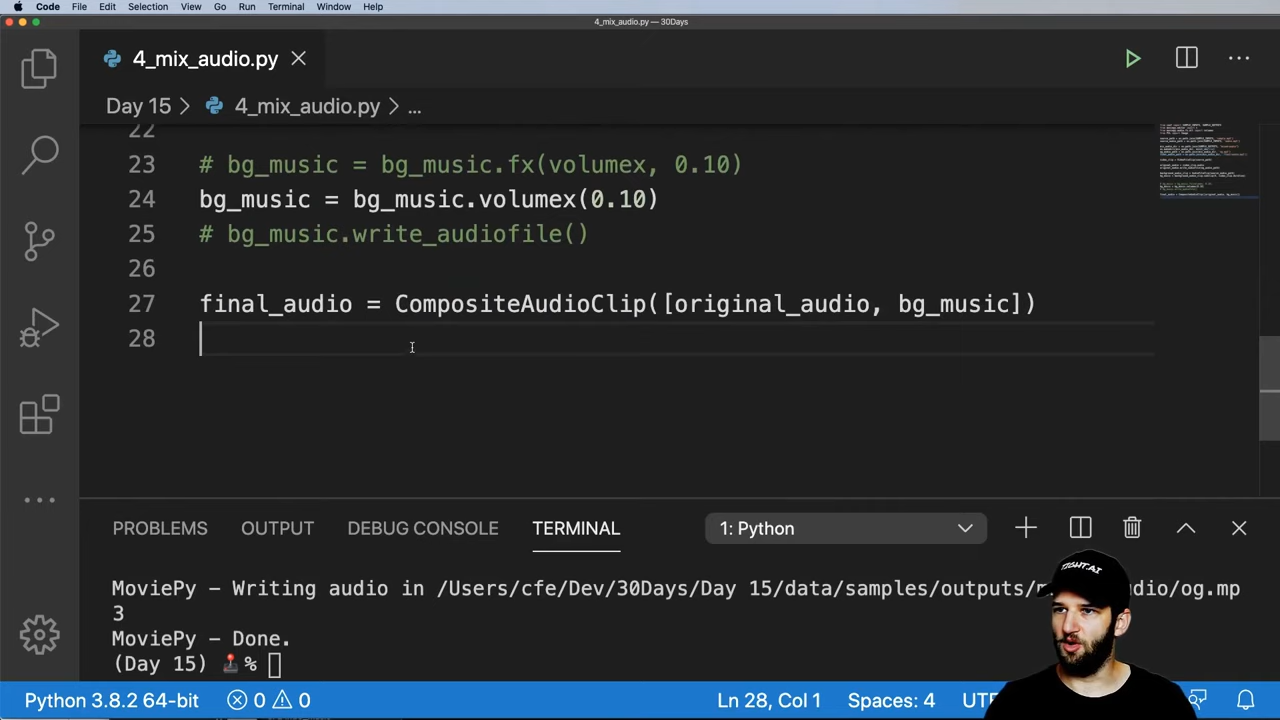 Code File Edit Selection View Go Run Terminal Window Help
4_mix_audio.py — 30Days
4_mix_audio.py
Day 15 > 4_mix_audio.py > ...
22
23 # bg_music = bg_music.fx(volumex, 0.10)
24 bg_music = bg_music.volumex(0.10)
25 # bg_music.write_audiofile()
26
27 final_audio = CompositeAudioClip([original_audio, bg_music])
28
PROBLEMS OUTPUT DEBUG CONSOLE TERMINAL 1: Python
MoviePy - Writing audio in /Users/cfe/Dev/30Days/Day 15/data/samples/outputs/ dio/og.mp
3
MoviePy - Done.
(Day 15) %
Python 3.8.2 64-bit 0 0 Ln 28, Col 1 Spaces: 4